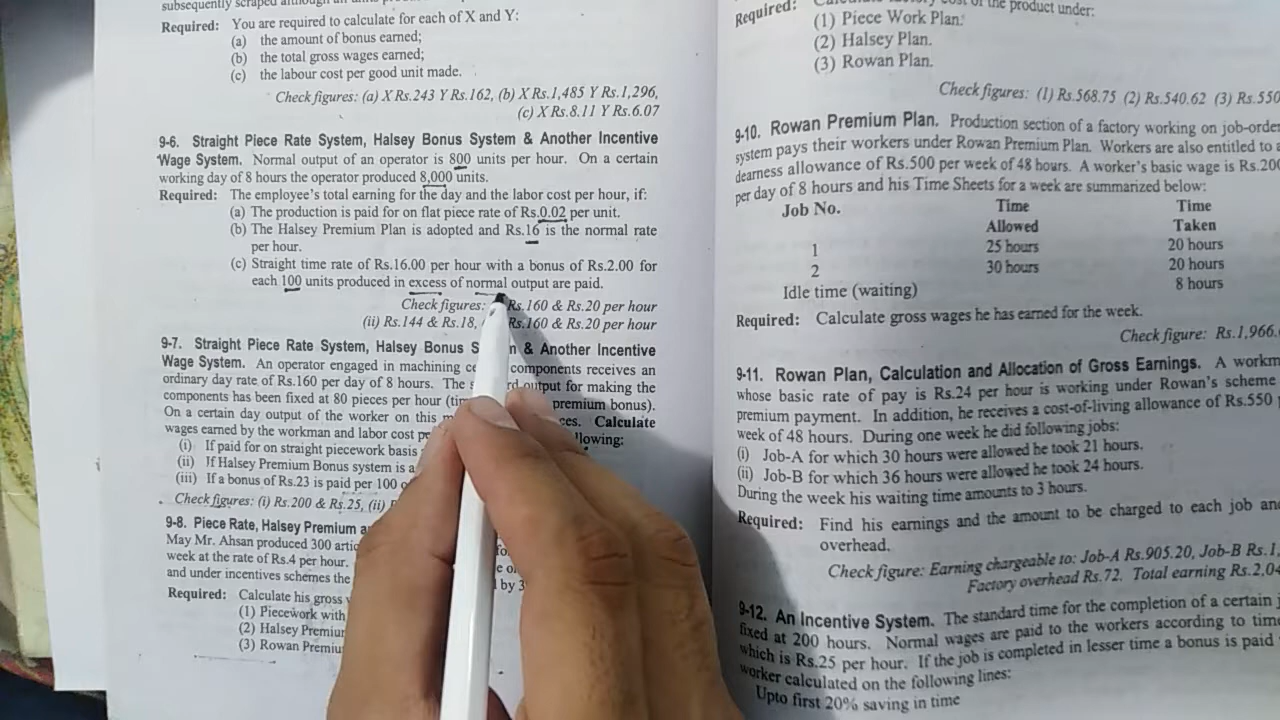 subsequently scraped although an
Required: You are required to calculate for each of X and Y:
(a) the amount of bonus earned;
(b) the total gross wages earned;
(c) the labour cost per good unit made.
Check figures: (a) X Rs.243 Y Rs.162, (b) X Rs.1,485 Y Rs.1,296,
(c) X Rs.8.11 Y Rs.6.07
9-6. Straight Piece Rate System, Halsey Bonus System & Another Incentive
Wage System. Normal output of an operator is 800 units per hour. On a certain
working day of 8 hours the operator produced 8,000 units.
Required: The employee's total earning for the day and the labor cost per hour, if:
(a) The production is paid for on flat piece rate of Rs.0.02 per unit.
(b) The Halsey Premium Plan is adopted and Rs.16 is the normal rate
per hour.
(c) Straight time rate of Rs.16.00 per hour with a bonus of Rs.2.00 for
each 100 units produced in excess of normal output are paid.
Check figures: Rs.160 & Rs.20 per hour
(ii) Rs.144 & Rs.18, Rs.160 & Rs.20 per hour
9-7. Straight Piece Rate System, Halsey Bonus & Another Incentive
Wage System. An operator engaged in machining components receives an
ordinary day rate of Rs.160 per day of 8 hours. The output for making the
components has been fixed at 80 pieces per hour premium bonus).
On a certain day output of the worker on this Calculate
wages earned by the workman and labor cost
(i) If paid for on straight piecework basis
(ii) If Halsey Premium Bonus system is
(iii) If a bonus of Rs.23 is paid per 100
Check figures: (i) Rs.200 & Rs.25, (ii)
9-8. Piece Rate, Halsey Premium
May Mr. Ahsan produced 300
week at the rate of Rs.4 per hour.
and under incentives schemes the by
Required: Calculate his gross
(1) Piecework with
(2) Halsey
(3) Rowan
Required: of the product under:
(1) Piece Work Plan.
(2) Halsey Plan.
(3) Rowan Plan.
Check figures: (1) Rs.568.75 (2) Rs.540.62 (3) Rs.550
9-10. Rowan Premium Plan. Production section of a factory working on
system pays their workers under Rowan Premium Plan. Workers are also entitled to
dearness allowance of Rs.500 per week of 48 hours. A worker's basic wage is
per day of 8 hours and his Time Sheets for a week are summarized below:
Job No. Time Time
Allowed Taken
1 25 hours 20 hours
2 30 hours 20 hours
Idle time (waiting) 8 hours
Required: Calculate gross wages he has earned for the week.
Check figure: Rs.1,966.
9-11. Rowan Plan, Calculation and Allocation of Gross Earnings. A
whose basic rate of pay is Rs.24 per hour is working under Rowan's scheme
premium payment. In addition, he receives a cost-of-living allowance of Rs.550
week of 48 hours. During one week he did following jobs:
(i) Job-A for which 30 hours were allowed he took 21 hours.
(ii) Job-B for which 36 hours were allowed he took 24 hours.
During the week his waiting time amounts to 3 hours.
Required: Find his earnings and the amount to be charged to each job
overhead.
Check figure: Earning chargeable to: Job-A Rs.905.20, Job-B
Factory overhead Rs.72. Total earning
9-12. An Incentive System. The standard time for the completion of a certain
fixed at 200 hours. Normal wages are paid to the workers according to
which is Rs.25 per hour. If the job is completed in lesser time a bonus is paid
worker calculated on the following lines:
Upto first 20% saving in time